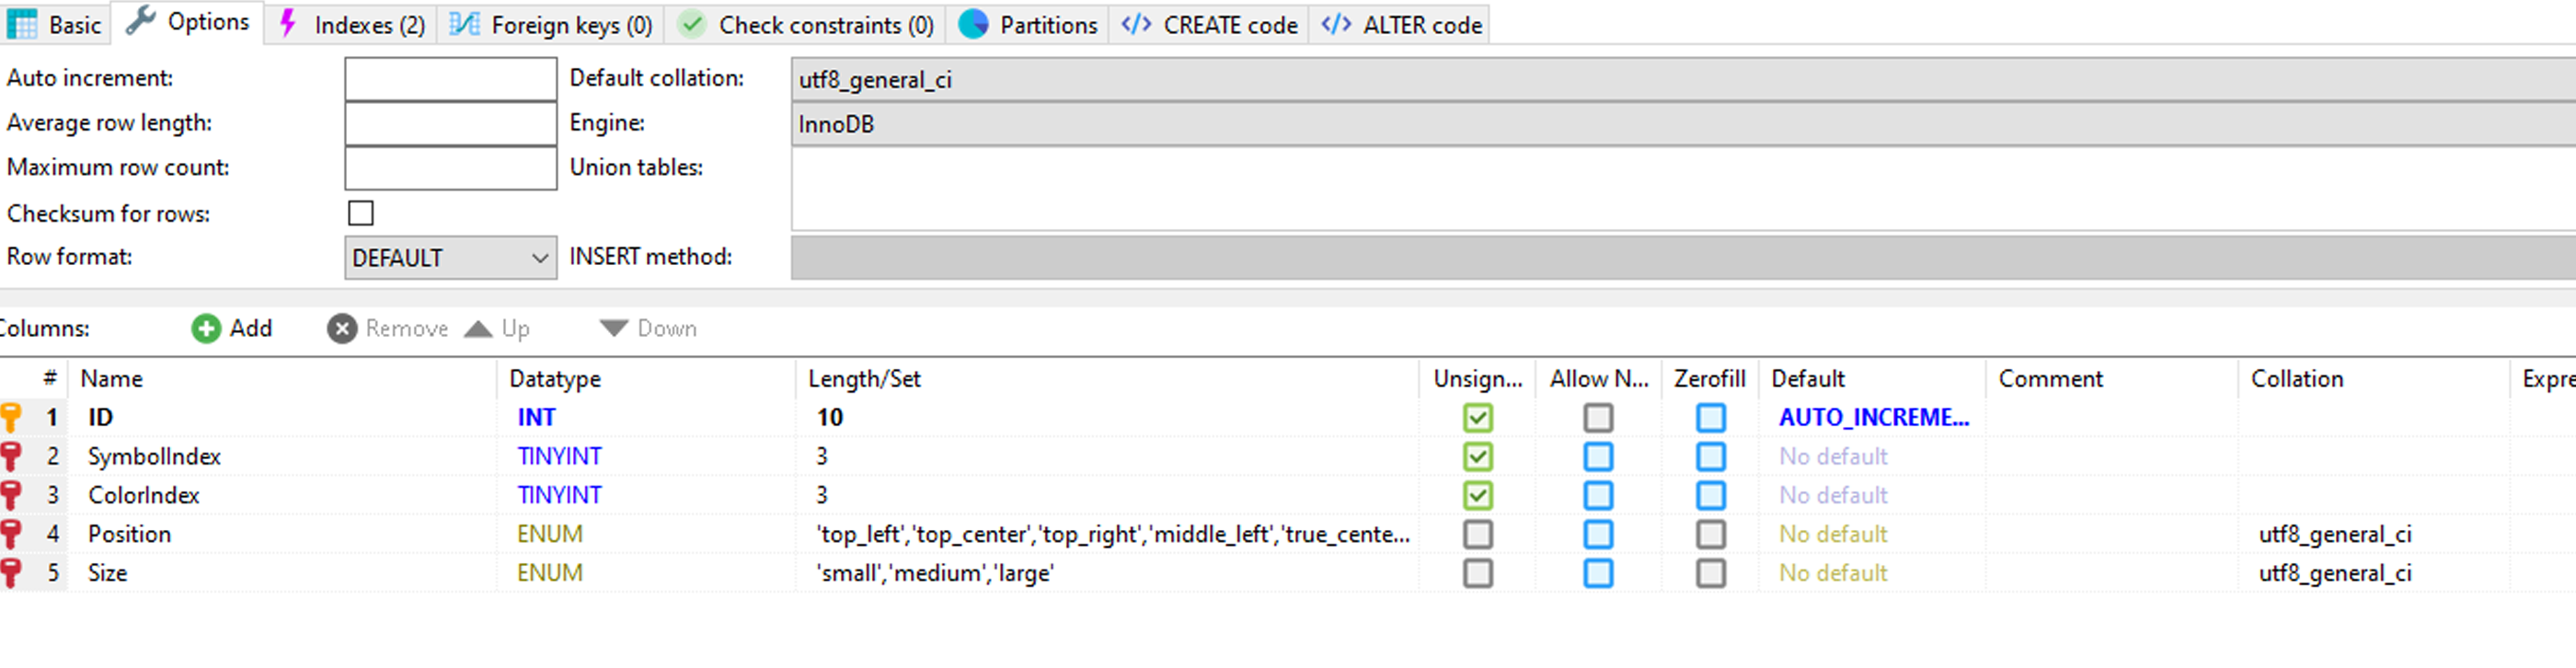 Basic Options Indexes (2) Foreign keys (0) Check constraints (0) Partitions CREATE code ALTER code
Auto increment: Default collation: utf8_general_ci
Average row length: Engine: InnoDB
Maximum row count: Union tables:
Checksum for rows:
Row format: DEFAULT INSERT method:
Columns: Add Remove Up Down
# Name Datatype Length/Set Unsign... Allow N... Zerofill Default Comment Collation Expre
1 ID INT 10 AUTO_INCREME...
2 SymbolIndex TINYINT 3 No default
3 ColorIndex TINYINT 3 No default
4 Position ENUM 'top_left','top_center','top_right','middle_left','true_cente... No default utf8_general_ci
5 Size ENUM 'small','medium','large' No default utf8_general_ci